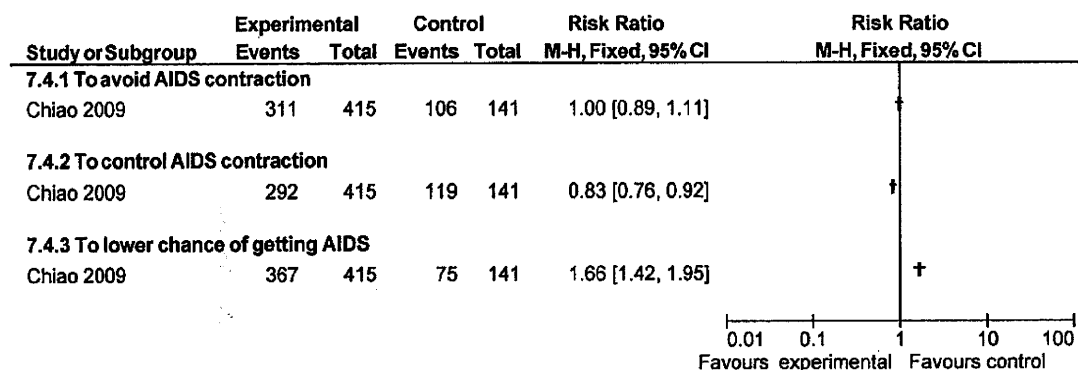 Experimental Control Risk Ratio Risk Ratio
Study or Subgroup Events Total Events Total M-H, Fixed, 95% CI M-H, Fixed, 95% CI
7.4.1 To avoid AIDS contraction
Chiao 2009 311 415 106 141 1.00 [0.89, 1.11]
7.4.2 To control AIDS contraction
Chiao 2009 292 415 119 141 0.83 [0.76, 0.92]
7.4.3 To lower chance of getting AIDS
Chiao 2009 367 415 75 141 1.66 [1.42, 1.95]
0.01 0.1 1 10 100
Favours experimental Favours control